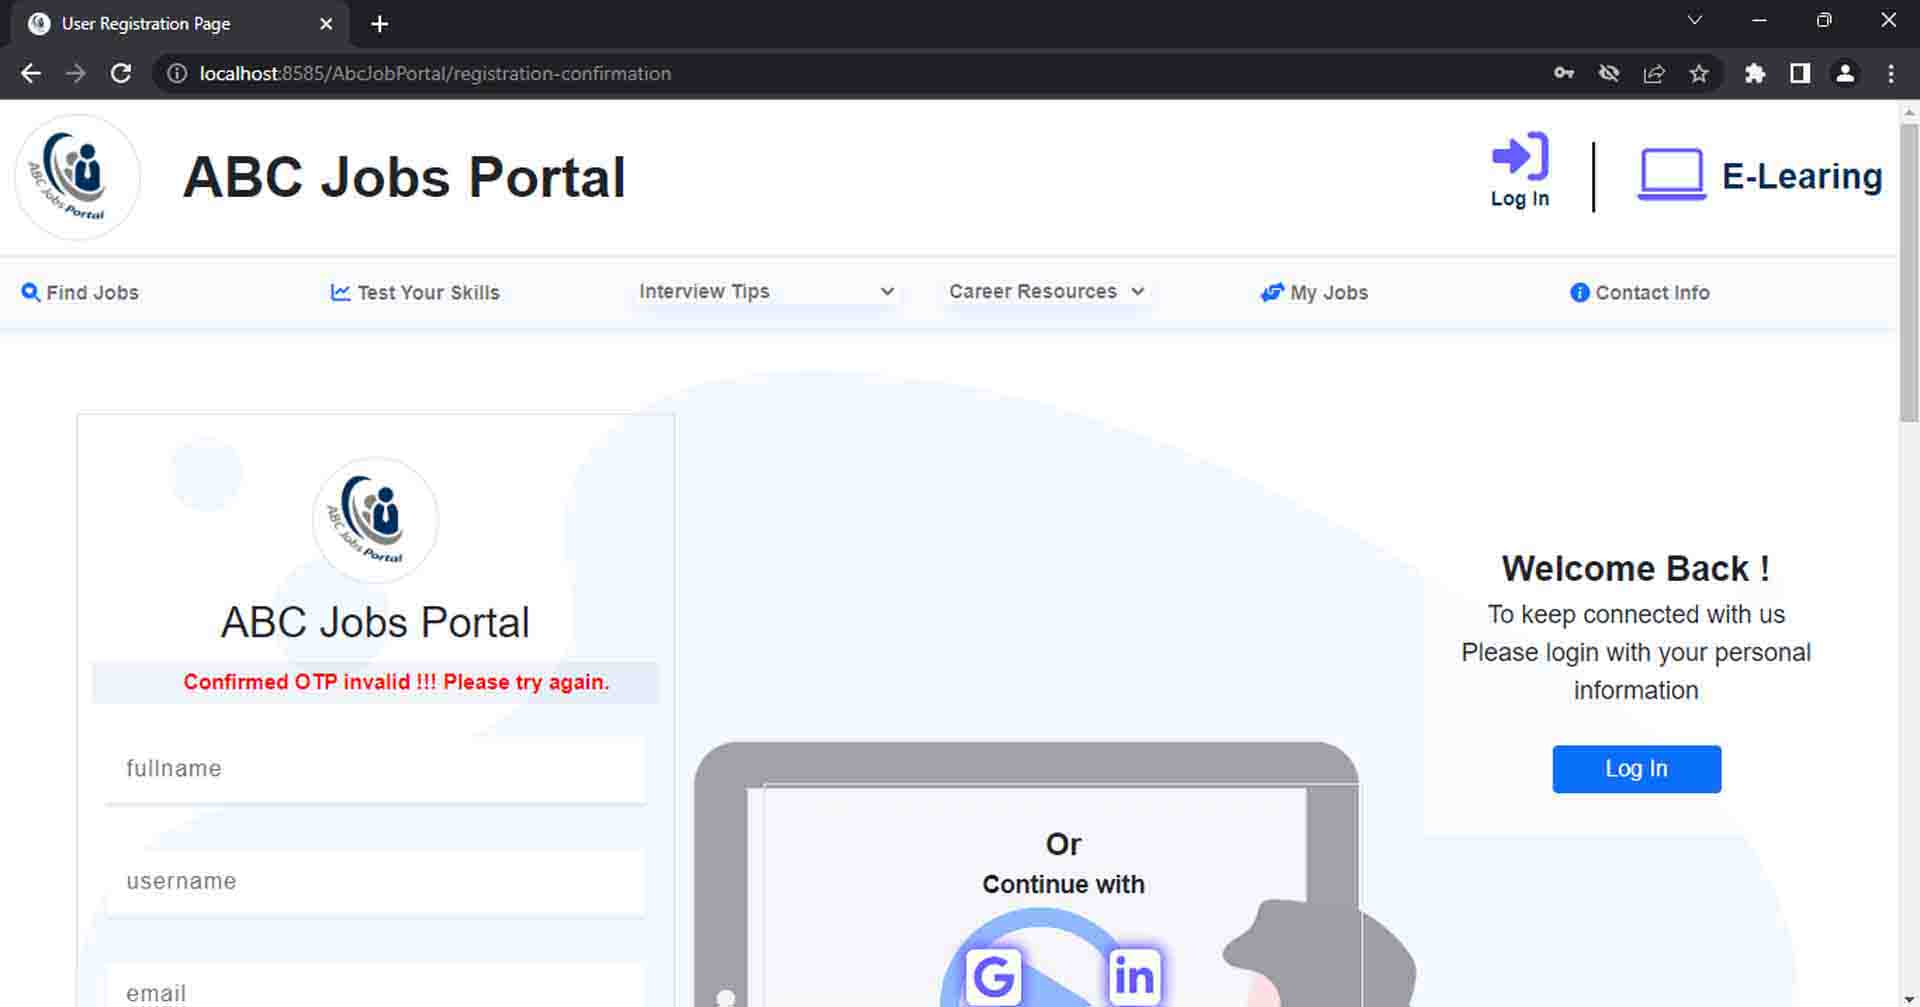 User Registration Page
localhost:8585/AbcJobPortal/registration-confirmation
ABC Jobs Portal
ABC Jobs Portal
Log In
E-Learing
Find Jobs
Test Your Skills
Interview Tips
Career Resources
My Jobs
Contact Info
ABC Jobs Portal
ABC Jobs Portal
Confirmed OTP invalid !!! Please try again.
fullname
username
email
Or
Continue with
G
in
Welcome Back !
To keep connected with us
Please login with your personal
information
Log In